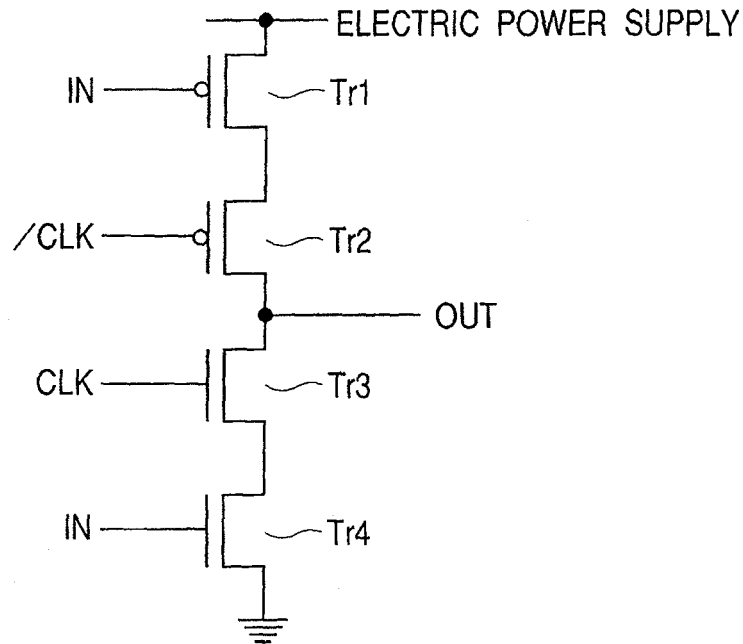 ELECTRIC POWER SUPPLY
IN
Tr1
/CLK
Tr2
OUT
CLK
Tr3
IN
Tr4